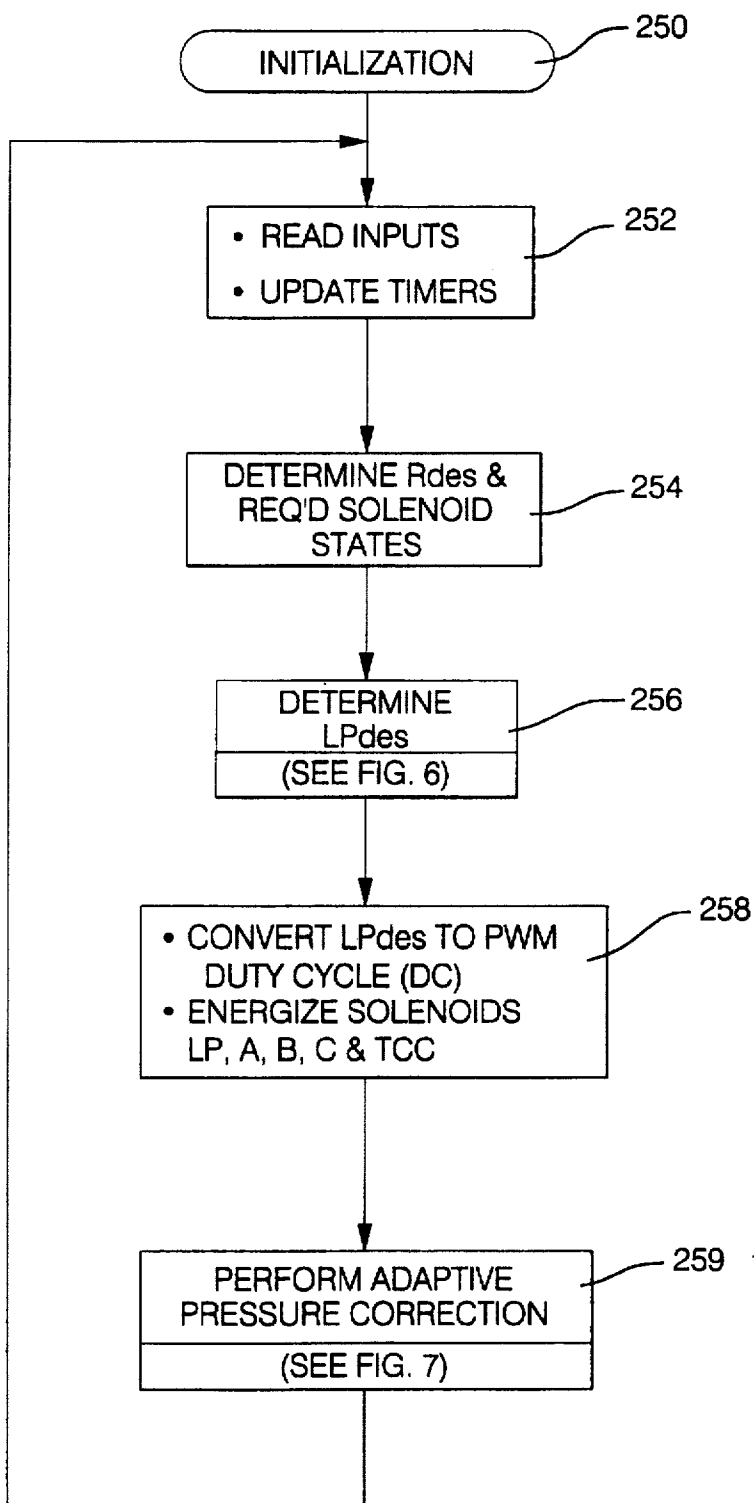 INITIALIZATION
250
• READ INPUTS
• UPDATE TIMERS
252
DETERMINE Rdes &
REQ'D SOLENOID
STATES
254
DETERMINE
LPdes
(SEE FIG. 6)
256
• CONVERT LPdes TO PWM
DUTY CYCLE (DC)
• ENERGIZE SOLENOIDS
LP, A, B, C & TCC
258
PERFORM ADAPTIVE
PRESSURE CORRECTION
(SEE FIG. 7)
259